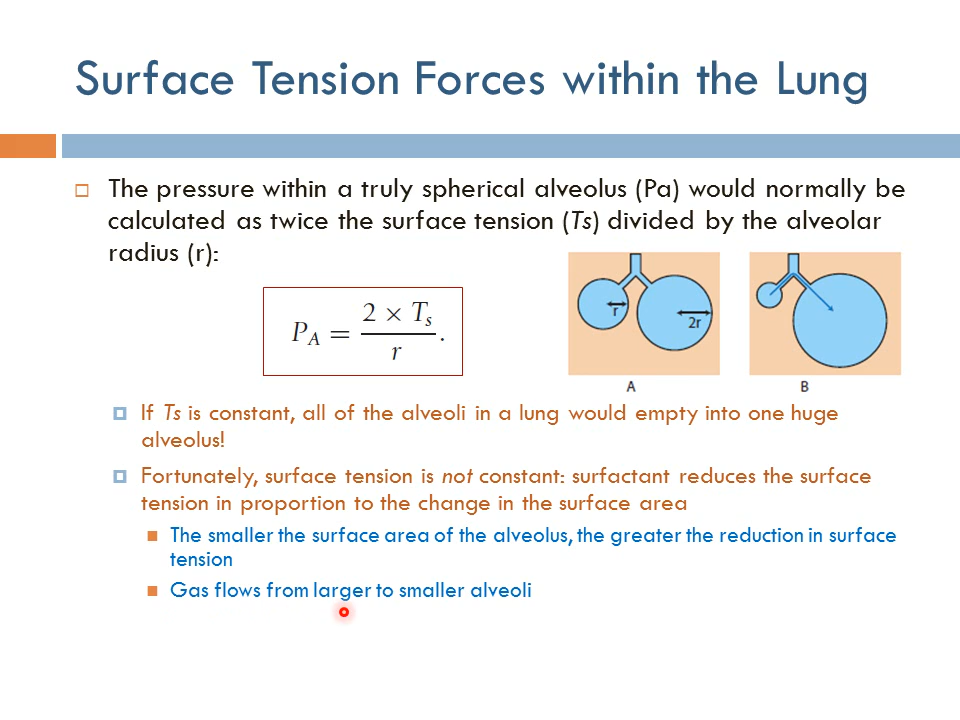 Surface Tension Forces within the Lung
The pressure within a truly spherical alveolus (Pa) would normally be
calculated as twice the surface tension (Ts) divided by the alveolar
radius (r):
P_A = 2 × T_s / r .
r
2r
A
B
If Ts is constant, all of the alveoli in a lung would empty into one huge
alveolus!
Fortunately, surface tension is not constant: surfactant reduces the surface
tension in proportion to the change in the surface area
The smaller the surface area of the alveolus, the greater the reduction in surface
tension
Gas flows from larger to smaller alveoli